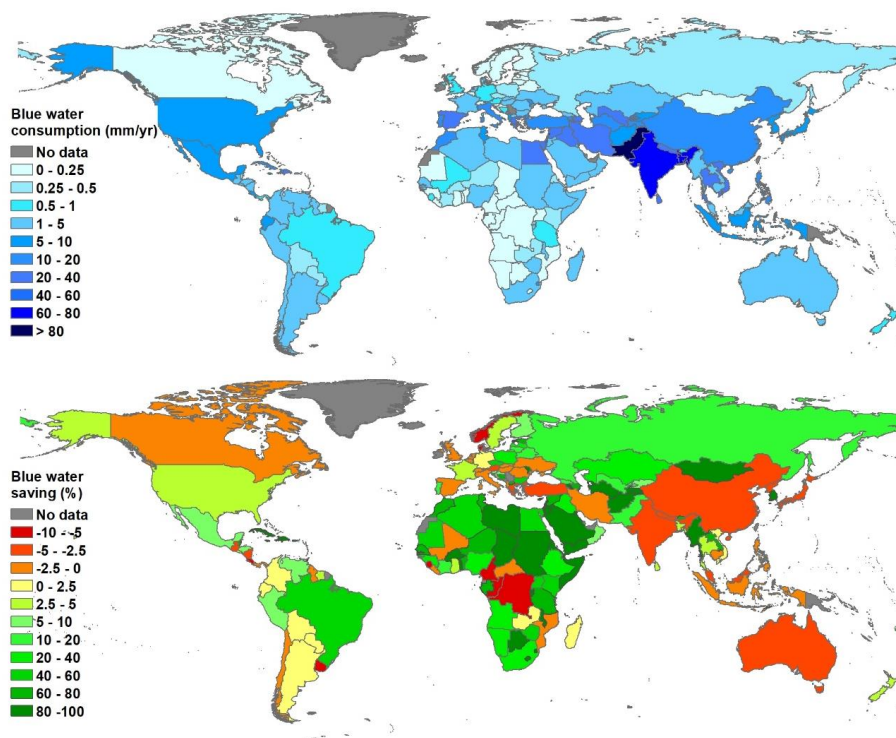 Blue water
consumption (mm/yr)
No data
0 - 0.25
0.25 - 0.5
0.5 - 1
1 - 5
5 - 10
10 - 20
20 - 40
40 - 60
60 - 80
> 80
Blue water
saving (%)
No data
-10 - -5
-5 - -2.5
-2.5 - 0
0 - 2.5
2.5 - 5
5 - 10
10 - 20
20 - 40
40 - 60
60 - 80
80 -100